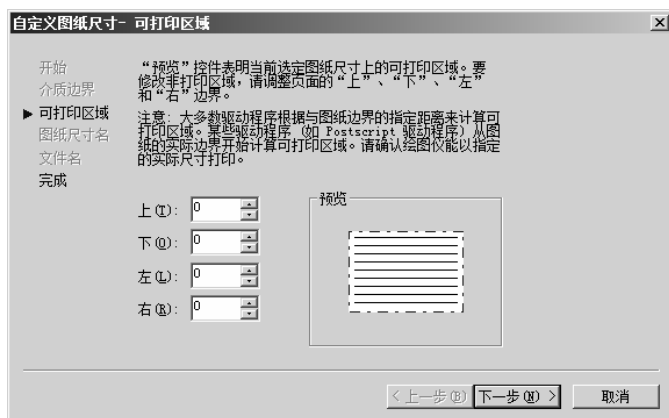 自定义图纸尺寸- 可打印区域
开始
介质边界
可打印区域
图纸尺寸名
文件名
完成
“预览”控件表明当前选定图纸尺寸上的可打印区域。要
修改非打印区域，请调整页面的“上”、“下”、“左”
和“右”边界。
注意: 大多数驱动程序根据与图纸边界的指定距离来计算可
打印区域。某些驱动程序 (如 Postscript 驱动程序) 从图
纸的实际边界开始计算可打印区域。请确认绘图仪能以指定
的实际尺寸打印。
上(T): 0
下(O): 0
左(L): 0
右(R): 0
预览
< 上一步(B) 下一步(N) > 取消